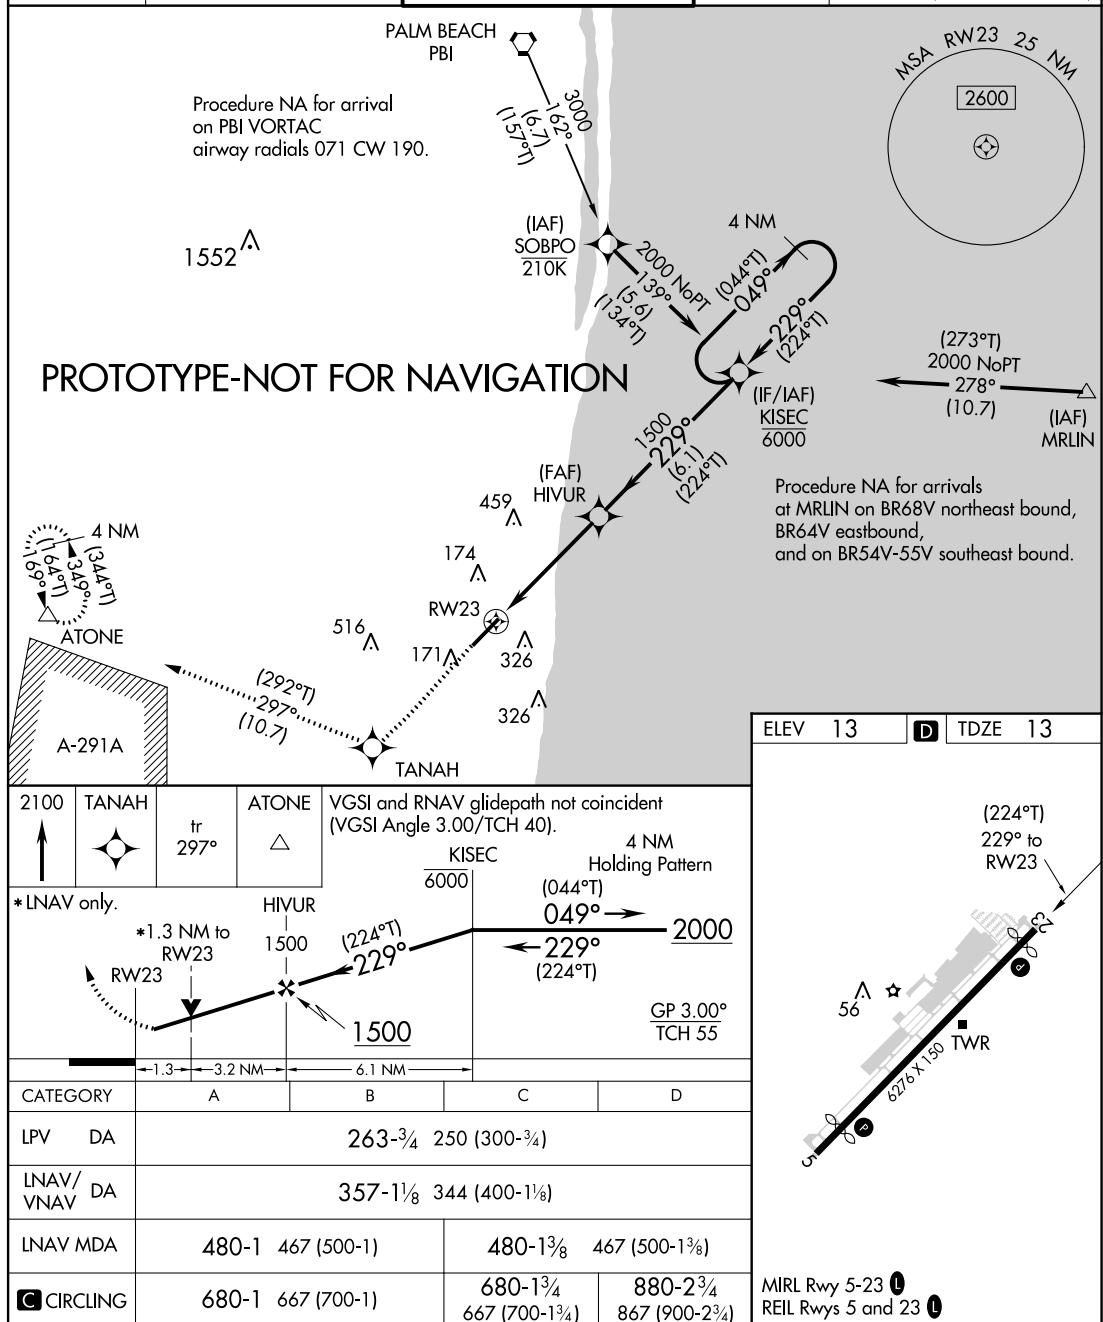 PALM BEACH
PBI
MSA RW23 25 NM
2600
Procedure NA for arrival
on PBI VORTAC
airway radials 071 CW 190.
3000
162°
(6.7)
(157°T)
1552
(IAF)
SOBPO
210K
2000 NoPT
139°
(5.6)
(134°T)
4 NM
(044°T)
049°
229°
(224°T)
(273°T)
2000 NoPT
278°
(10.7)
(IAF)
MRLIN
PROTOTYPE-NOT FOR NAVIGATION
(IF/IAF)
KISEC
6000
1500
229°
(6.1)
(224°T)
(FAF)
HIVUR
Procedure NA for arrivals
at MRLIN on BR68V northeast bound,
BR64V eastbound,
and on BR54V-55V southeast bound.
459
174
4 NM
(344°T)
349°
(164°T)
169°
ATONE
RW23
516
171
326
326
(292°T)
297°
(10.7)
A-291A
TANAH
ELEV 13
D
TDZE 13
2100
TANAH
tr
297°
ATONE
VGSI and RNAV glidepath not coincident
(VGSI Angle 3.00/TCH 40).
KISEC
6000
4 NM
Holding Pattern
*LNAV only.
HIVUR
1500
*1.3 NM to
RW23
RW23
(224°T)
229°
(044°T)
049°
229°
(224°T)
2000
1500
GP 3.00°
TCH 55
1.3
3.2 NM
6.1 NM
(224°T)
229° to
RW23
23
P
56
TWR
6276 X 150
P
5
CATEGORY A B C D
LPV DA 263-¾ 250 (300-¾)
LNAV/
VNAV DA 357-1⅛ 344 (400-1⅛)
LNAV MDA 480-1 467 (500-1) 480-1⅜ 467 (500-1⅜)
C CIRCLING 680-1 667 (700-1) 680-1¾ 880-2¾
667 (700-1¾) 867 (900-2¾)
MIRL Rwy 5-23 L
REIL Rwys 5 and 23 L